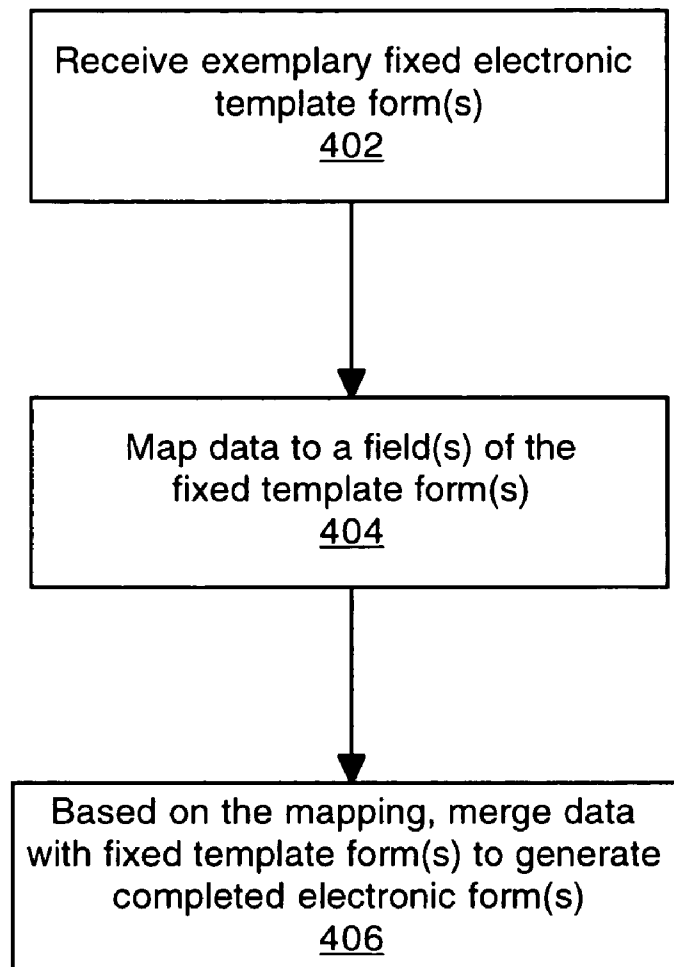 Receive exemplary fixed electronic
template form(s)
402
Map data to a field(s) of the
fixed template form(s)
404
Based on the mapping, merge data
with fixed template form(s) to generate
completed electronic form(s)
406